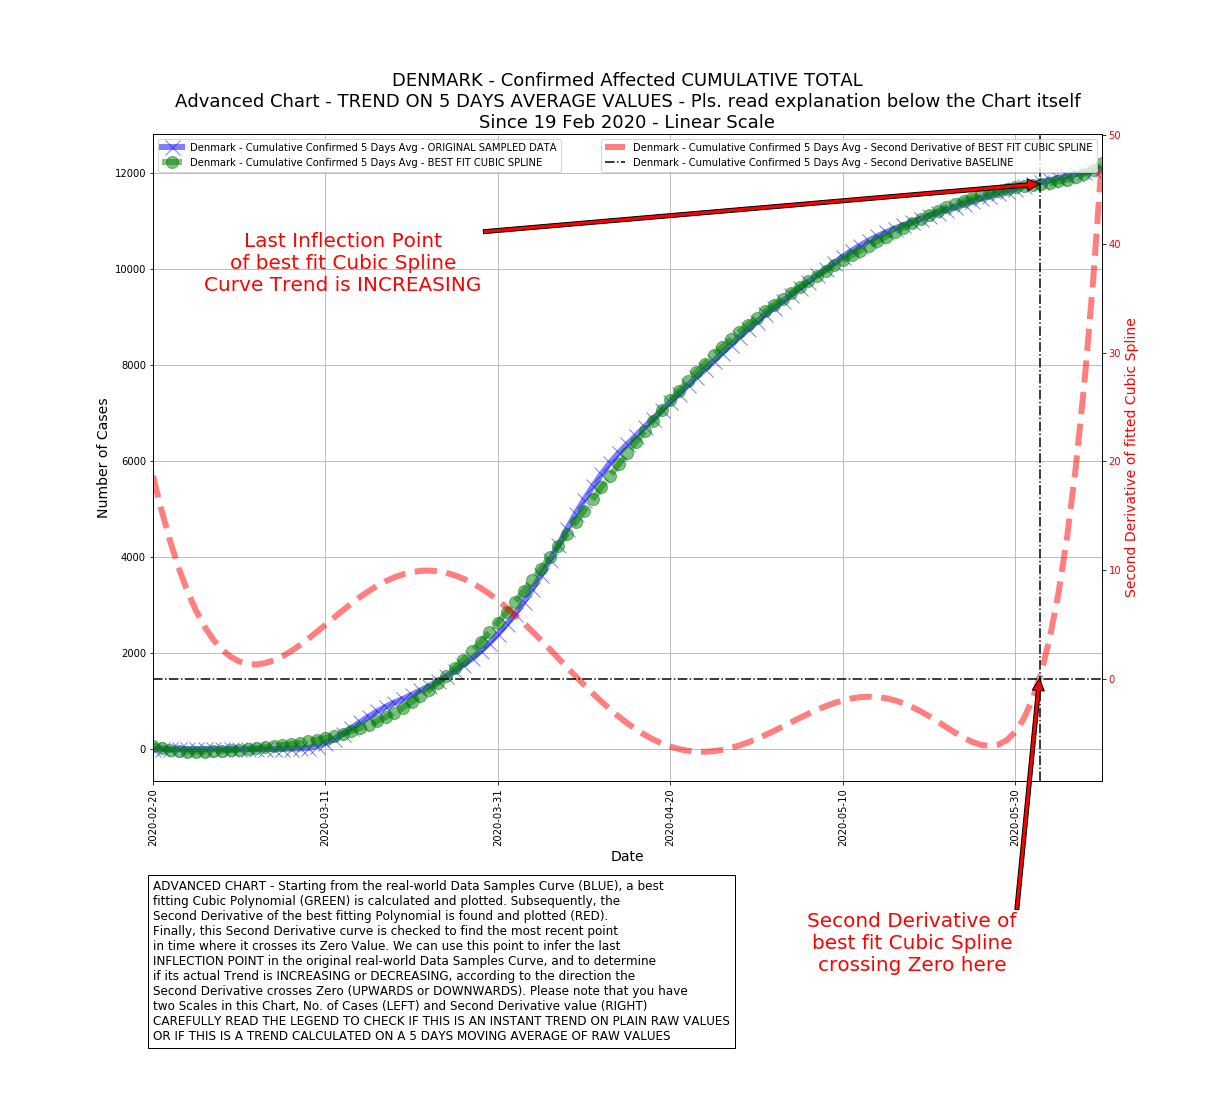 DENMARK - Confirmed Affected CUMULATIVE TOTAL
Advanced Chart - TREND ON 5 DAYS AVERAGE VALUES - Pls. read explanation below the Chart itself
Since 19 Feb 2020 - Linear Scale
Denmark - Cumulative Confirmed 5 Days Avg - ORIGINAL SAMPLED DATA
Denmark - Cumulative Confirmed 5 Days Avg - BEST FIT CUBIC SPLINE
Denmark - Cumulative Confirmed 5 Days Avg - Second Derivative of BEST FIT CUBIC SPLINE
Denmark - Cumulative Confirmed 5 Days Avg - Second Derivative BASELINE
Last Inflection Point
of best fit Cubic Spline
Curve Trend is INCREASING
Number of Cases
12000
10000
8000
6000
4000
2000
0
50
40
30
20
10
0
Second Derivative of fitted Cubic Spline
2020-02-20
2020-03-11
2020-03-31
2020-04-20
2020-05-10
2020-05-30
Date
ADVANCED CHART - Starting from the real-world Data Samples Curve (BLUE), a best
fitting Cubic Polynomial (GREEN) is calculated and plotted. Subsequently, the
Second Derivative of the best fitting Polynomial is found and plotted (RED).
Finally, this Second Derivative curve is checked to find the most recent point
in time where it crosses its Zero Value. We can use this point to infer the last
INFLECTION POINT in the original real-world Data Samples Curve, and to determine
if its actual Trend is INCREASING or DECREASING, according to the direction the
Second Derivative crosses Zero (UPWARDS or DOWNWARDS). Please note that you have
two Scales in this Chart, No. of Cases (LEFT) and Second Derivative value (RIGHT)
CAREFULLY READ THE LEGEND TO CHECK IF THIS IS AN INSTANT TREND ON PLAIN RAW VALUES
OR IF THIS IS A TREND CALCULATED ON A 5 DAYS MOVING AVERAGE OF RAW VALUES
Second Derivative of
best fit Cubic Spline
crossing Zero here